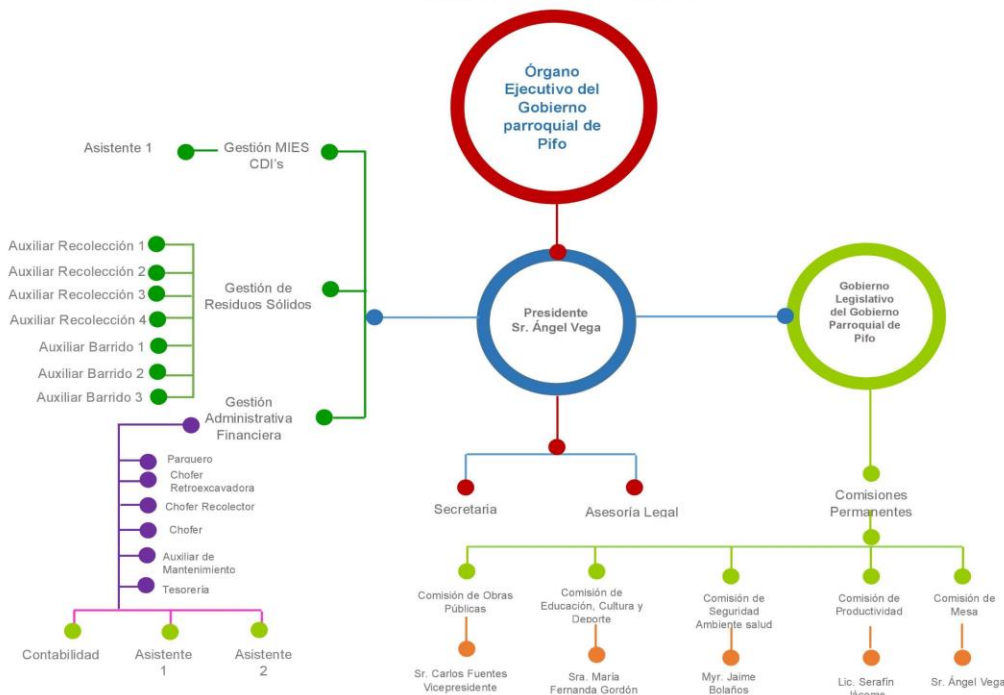 Órgano
Ejecutivo del
Gobierno
parroquial de
Pifo
Asistente 1
Gestión MIES
CDI's
Auxiliar Recolección 1
Auxiliar Recolección 2
Auxiliar Recolección 3
Auxiliar Recolección 4
Auxiliar Barrido 1
Auxiliar Barrido 2
Auxiliar Barrido 3
Gestión de
Residuos Sólidos
Presidente
Sr. Ángel Vega
Gobierno
Legislativo
del Gobierno
Parroquial de
Pifo
Gestión
Administrativa
Financiera
Parquero
Chofer
Retroexcavadora
Chofer Recolector
Chofer
Auxiliar de
Mantenimiento
Tesorería
Contabilidad
Asistente
1
Asistente
2
Secretaria
Asesoría Legal
Comisiones
Permanentes
Comisión de Obras
Públicas
Comisión de
Educación, Cultura y
Deporte
Comisión de
Seguridad
Ambiente salud
Comisión de
Productividad
Comisión de
Mesa
Sr. Carlos Fuentes
Vicepresidente
Sra. María
Fernanda Gordón
Myr. Jaime
Bolaños
Lic. Serafín
Jácome
Sr. Ángel Vega